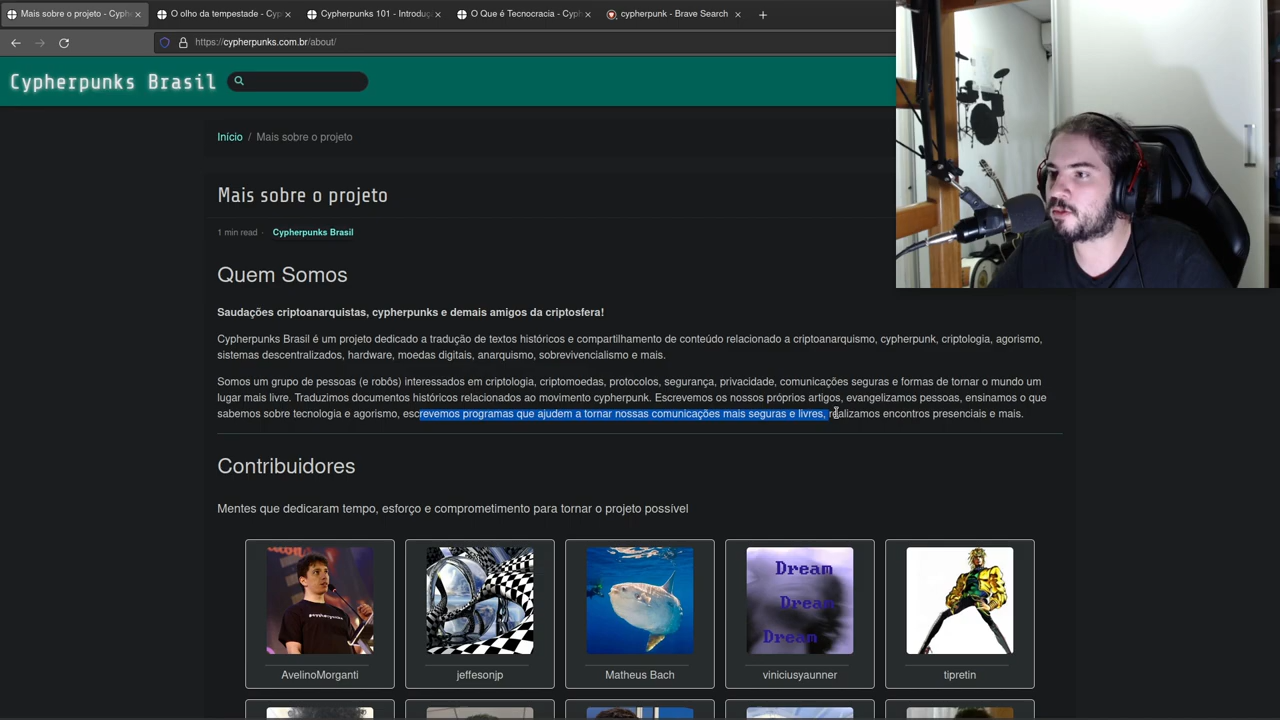 Mais sobre o projeto - Cyph
O olho da tempestade - Cyp
Cypherpunks 101 - Introduç
O Que é Tecnocracia - Cyph
cypherpunk - Brave Search
https://cypherpunks.com.br/about/
Cypherpunks Brasil
Início / Mais sobre o projeto
Mais sobre o projeto
1 min read · Cypherpunks Brasil
Quem Somos
Saudações criptoanarquistas, cypherpunks e demais amigos da criptosfera!
Cypherpunks Brasil é um projeto dedicado a tradução de textos históricos e compartilhamento de conteúdo relacionado a criptoanarquismo, cypherpunk, criptologia, agorismo,
sistemas descentralizados, hardware, moedas digitais, anarquismo, sobrevivencialismo e mais.
Somos um grupo de pessoas (e robôs) interessados em criptologia, criptomoedas, protocolos, segurança, privacidade, comunicações seguras e formas de tornar o mundo um
lugar mais livre. Traduzimos documentos históricos relacionados ao movimento cypherpunk. Escrevemos os nossos próprios artigos, evangelizamos pessoas, ensinamos o que
sabemos sobre tecnologia e agorismo, escrevemos programas que ajudem a tornar nossas comunicações mais seguras e livres, realizamos encontros presenciais e mais.
Contribuidores
Mentes que dedicaram tempo, esforço e comprometimento para tornar o projeto possível
Dream
Dream
Dream
AvelinoMorganti
jeffesonjp
Matheus Bach
viniciusyaunner
tipretin